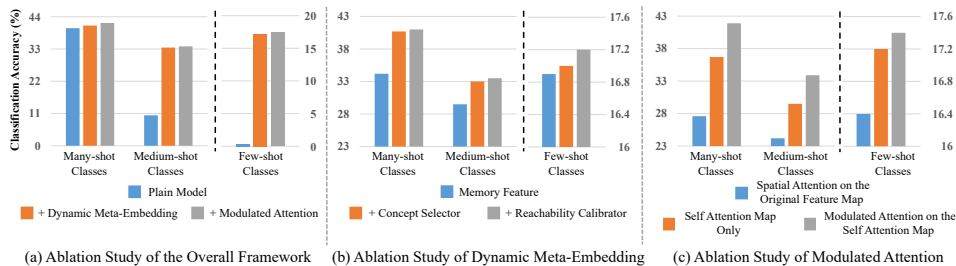 Classification Accuracy (%)
44
33
22
11
0
20
15
10
5
0
Many-shot Classes
Medium-shot Classes
Few-shot Classes
Plain Model
+ Dynamic Meta-Embedding
+ Modulated Attention
(a) Ablation Study of the Overall Framework
43
38
33
28
23
17.6
17.2
16.8
16.4
16
Many-shot Classes
Medium-shot Classes
Few-shot Classes
Memory Feature
+ Concept Selector
+ Reachability Calibrator
(b) Ablation Study of Dynamic Meta-Embedding
43
38
33
28
23
17.6
17.2
16.8
16.4
16
Many-shot Classes
Medium-shot Classes
Few-shot Classes
Spatial Attention on the
Original Feature Map
Self Attention Map
Only
Modulated Attention on the
Self Attention Map
(c) Ablation Study of Modulated Attention